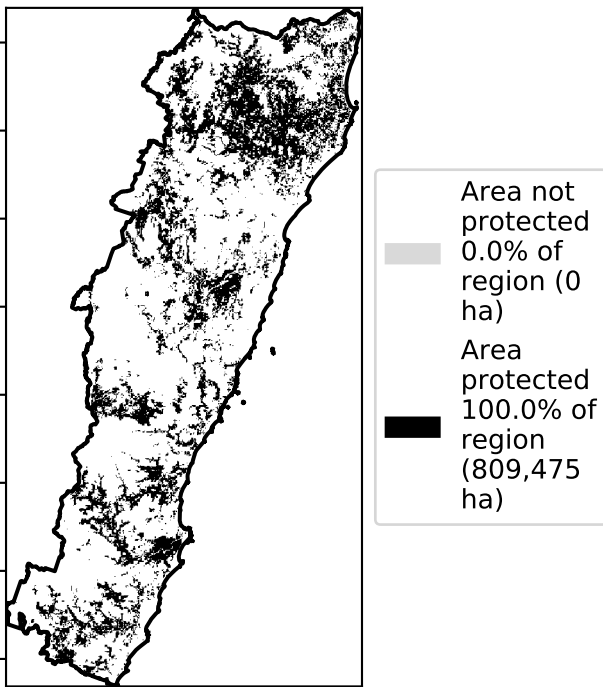 Area not
protected
0.0% of
region (0
ha)
Area
protected
100.0% of
region
(809,475
ha)